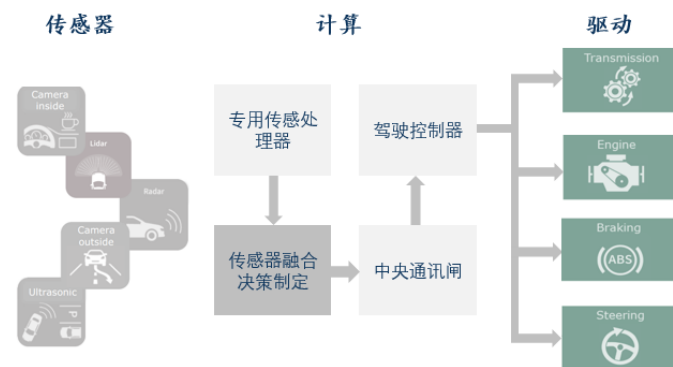 传感器
计算
驱动
Camera
inside
Lidar
Radar
Camera
outside
Ultrasonic
P
专用传感处
理器
传感器融合
决策制定
驾驶控制器
中央通讯闸
Transmission
Engine
Braking
ABS
Steering